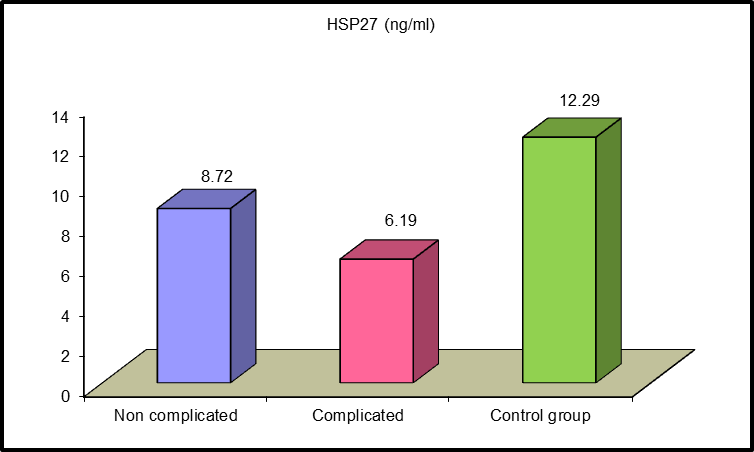 HSP27 (ng/ml)
14
12
10
8
6
4
2
0
8.72
6.19
12.29
Non complicated
Complicated
Control group